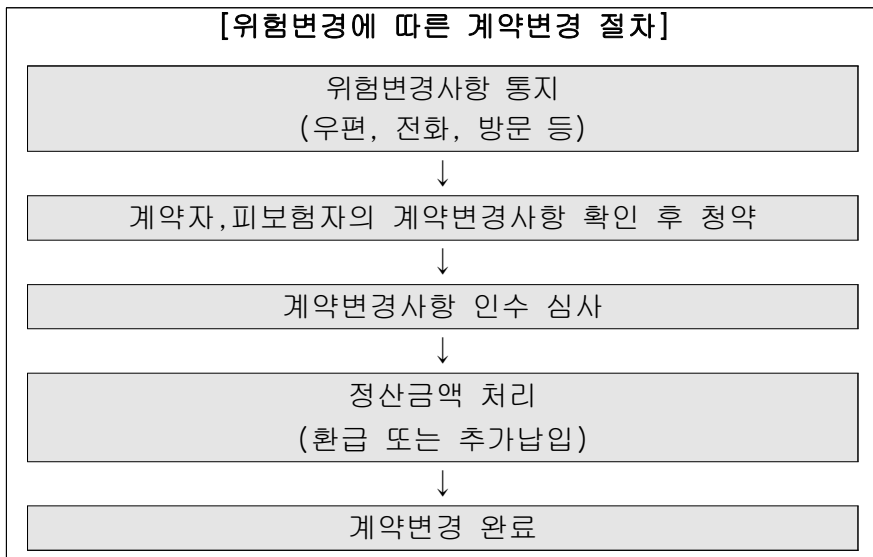 [위험변경에 따른 계약변경 절차]
위험변경사항 통지
(우편, 전화, 방문 등)
↓
계약자,피보험자의 계약변경사항 확인 후 청약
↓
계약변경사항 인수 심사
↓
정산금액 처리
(환급 또는 추가납입)
↓
계약변경 완료